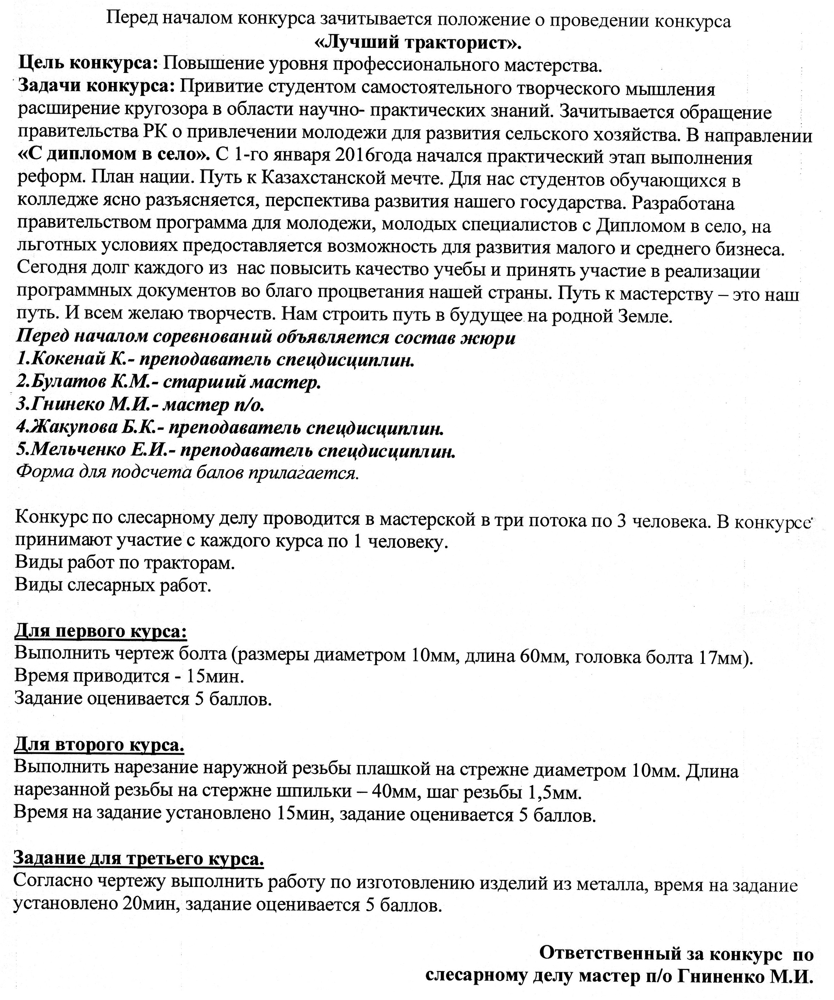 Перед началом конкурса зачитывается положение о проведении конкурса
«Лучший тракторист».
Цель конкурса: Повышение уровня профессионального мастерства.
Задачи конкурса: Привитие студентом самостоятельного творческого мышления
расширение кругозора в области научно- практических знаний. Зачитывается обращение
правительства РК о привлечении молодежи для развития сельского хозяйства. В направлении
«С дипломом в село». С 1-го января 2016года начался практический этап выполнения
реформ. План нации. Путь к Казахстанской мечте. Для нас студентов обучающихся в
колледже ясно разъясняется, перспектива развития нашего государства. Разработана
правительством программа для молодежи, молодых специалистов с Дипломом в село, на
льготных условиях предоставляется возможность для развития малого и среднего бизнеса.
Сегодня долг каждого из нас повысить качество учебы и принять участие в реализации
программных документов во благо процветания нашей страны. Путь к мастерству – это наш
путь. И всем желаю творчеств. Нам строить путь в будущее на родной Земле.
Перед началом соревнований объявляется состав жюри
1.Кокенай К.- преподаватель спецдисциплин.
2.Булатов К.М.- старший мастер.
3.Гнинеко М.И.- мастер п/о.
4.Жакупова Б.К.- преподаватель спецдисциплин.
5.Мельченко Е.И.- преподаватель спецдисциплин.
Форма для подсчета балов прилагается.
Конкурс по слесарному делу проводится в мастерской в три потока по 3 человека. В конкурсе
принимают участие с каждого курса по 1 человеку.
Виды работ по тракторам.
Виды слесарных работ.
Для первого курса:
Выполнить чертеж болта (размеры диаметром 10мм, длина 60мм, головка болта 17мм).
Время приводится - 15мин.
Задание оценивается 5 баллов.
Для второго курса.
Выполнить нарезание наружной резьбы плашкой на стрежне диаметром 10мм. Длина
нарезанной резьбы на стержне шпильки – 40мм, шаг резьбы 1,5мм.
Время на задание установлено 15мин, задание оценивается 5 баллов.
Задание для третьего курса.
Согласно чертежу выполнить работу по изготовлению изделий из металла, время на задание
установлено 20мин, задание оценивается 5 баллов.
Ответственный за конкурс по
слесарному делу мастер п/о Гниненко М.И.